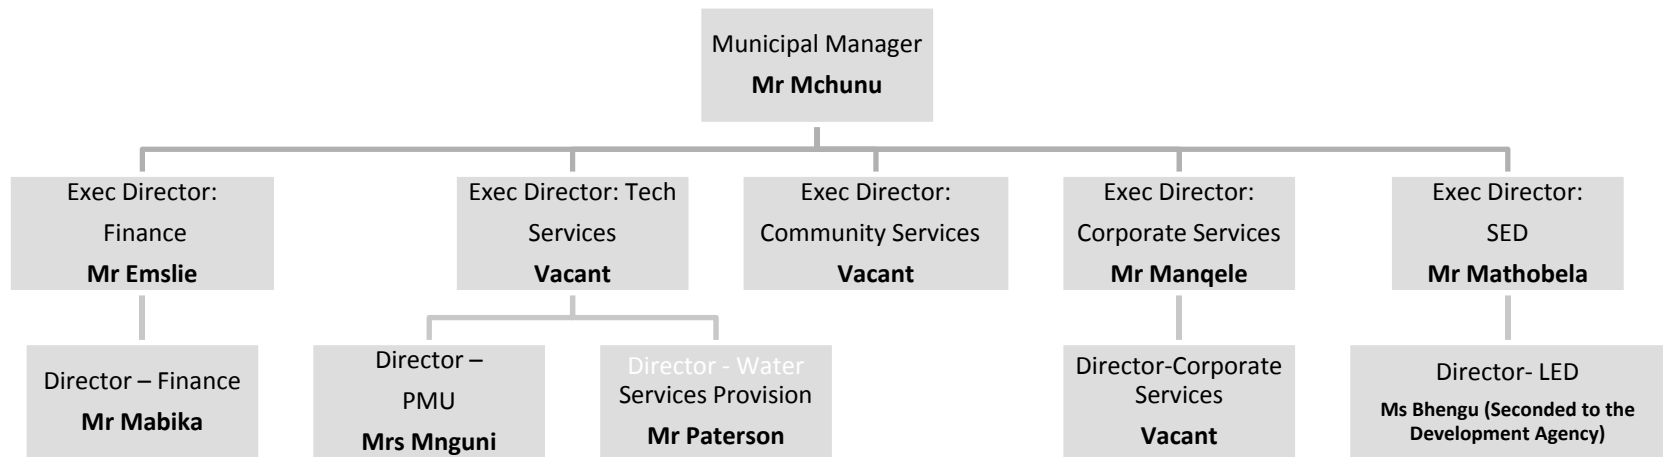 Municipal Manager
Mr Mchunu
Exec Director:
Finance
Mr Emslie
Exec Director: Tech
Services
Vacant
Exec Director:
Community Services
Vacant
Exec Director:
Corporate Services
Mr Manqele
Exec Director:
SED
Mr Mathobela
Director – Finance
Mr Mabika
Director –
PMU
Mrs Mnguni
Director - Water
Services Provision
Mr Paterson
Director-Corporate
Services
Vacant
Director- LED
Ms Bhengu (Seconded to the
Development Agency)